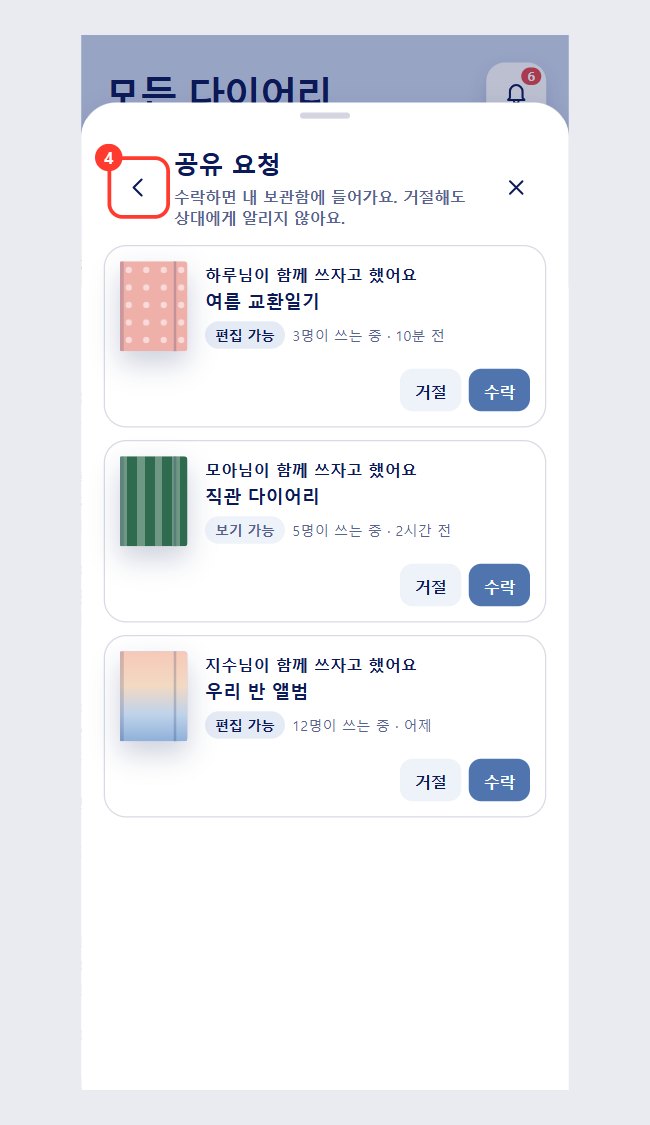 모든 다이어리
6
4
공유 요청
수락하면 내 보관함에 들어가요. 거절해도
상대에게 알리지 않아요.
하루님이 함께 쓰자고 했어요
여름 교환일기
편집 가능 3명이 쓰는 중 · 10분 전
거절 수락
모아님이 함께 쓰자고 했어요
직관 다이어리
보기 가능 5명이 쓰는 중 · 2시간 전
거절 수락
지수님이 함께 쓰자고 했어요
우리 반 앨범
편집 가능 12명이 쓰는 중 · 어제
거절 수락